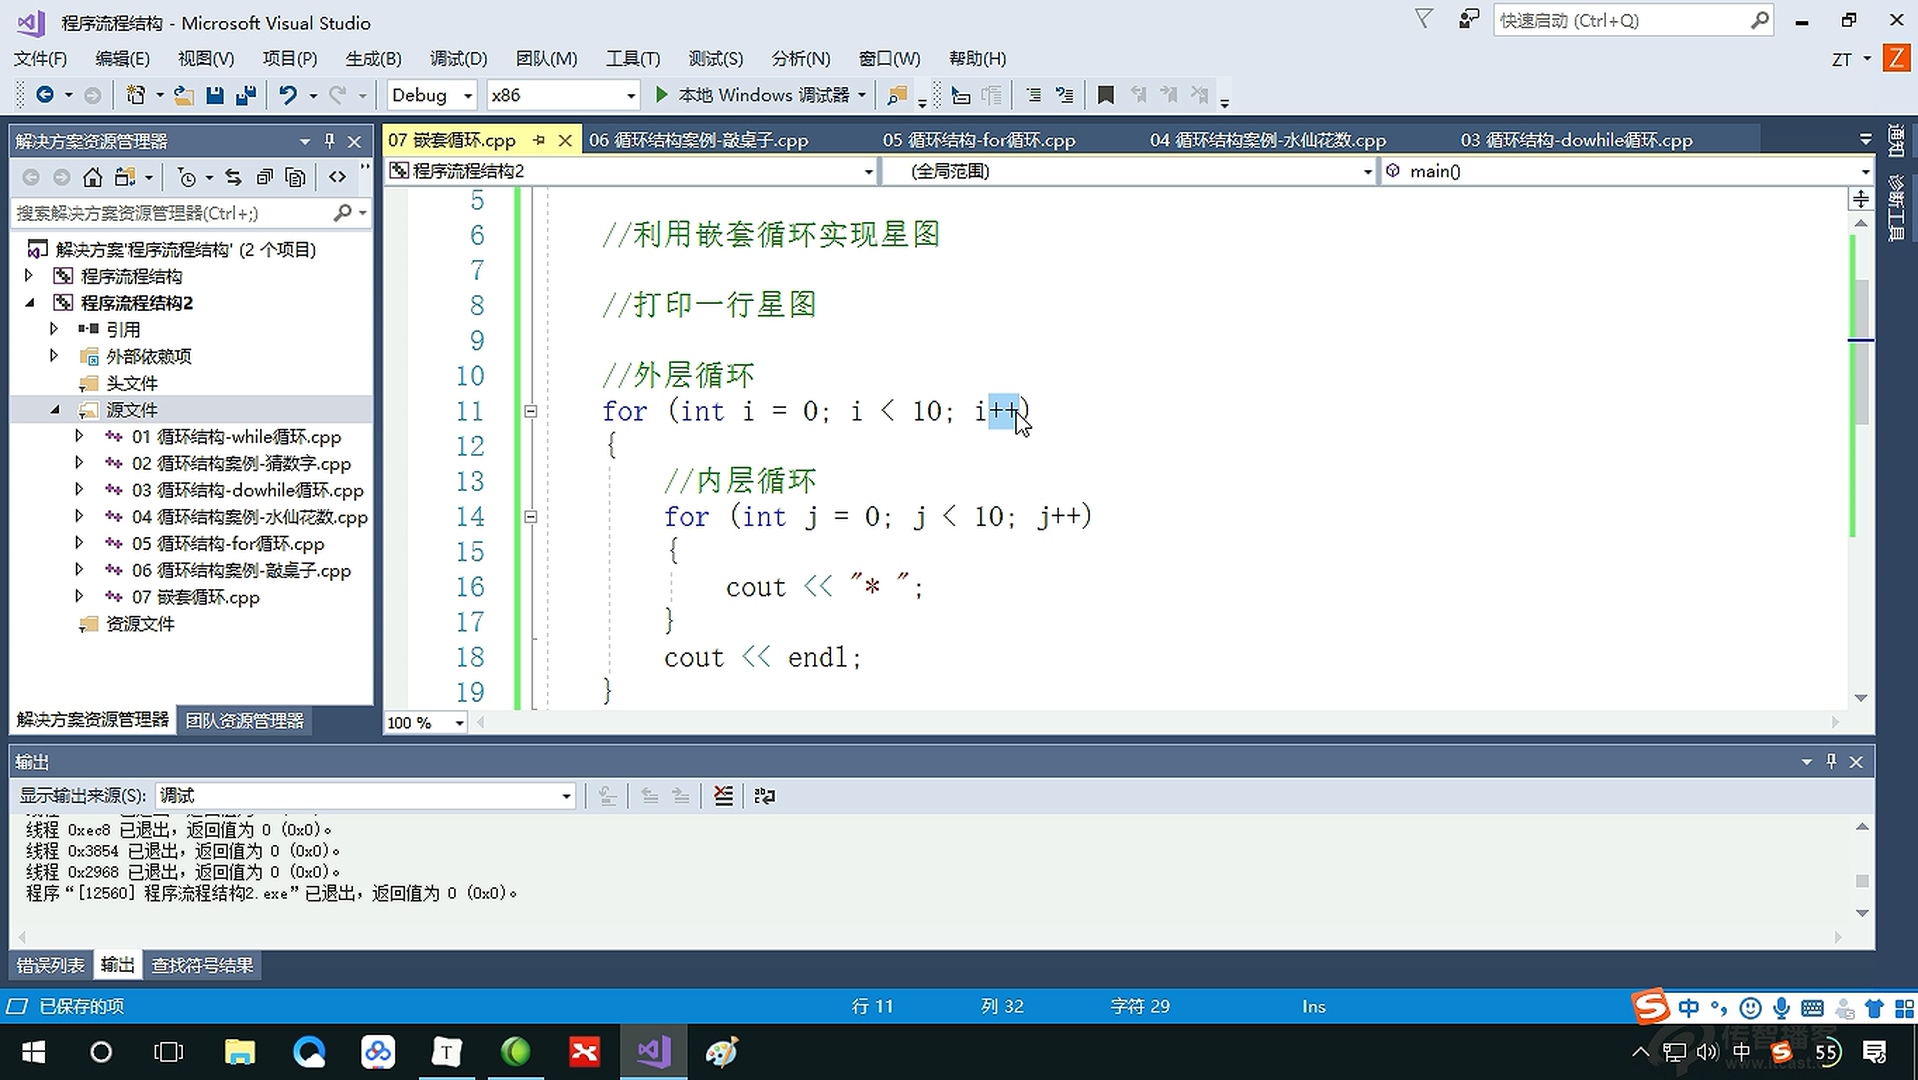 程序流程结构 - Microsoft Visual Studio
快速启动 (Ctrl+Q)
文件(F) 编辑(E) 视图(V) 项目(P) 生成(B) 调试(D) 团队(M) 工具(T) 测试(S) 分析(N) 窗口(W) 帮助(H)
ZT Z
Debug x86 本地 Windows 调试器
解决方案资源管理器
07 嵌套循环.cpp 06 循环结构案例-敲桌子.cpp 05 循环结构-for循环.cpp 04 循环结构案例-水仙花数.cpp 03 循环结构-dowhile循环.cpp
程序流程结构2 (全局范围) main()
通知
诊断工具
搜索解决方案资源管理器(Ctrl+;)
解决方案'程序流程结构' (2 个项目)
程序流程结构
程序流程结构2
引用
外部依赖项
头文件
源文件
01 循环结构-while循环.cpp
02 循环结构案例-猜数字.cpp
03 循环结构-dowhile循环.cpp
04 循环结构案例-水仙花数.cpp
05 循环结构-for循环.cpp
06 循环结构案例-敲桌子.cpp
07 嵌套循环.cpp
资源文件
解决方案资源管理器 团队资源管理器
5
6 //利用嵌套循环实现星图
7
8 //打印一行星图
9
10 //外层循环
11 for (int i = 0; i < 10; i++)
12 {
13 //内层循环
14 for (int j = 0; j < 10; j++)
15 {
16 cout << "* ";
17 }
18 cout << endl;
19 }
100 %
输出
显示输出来源(S): 调试
线程 0xec8 已退出，返回值为 0 (0x0)。
线程 0x3854 已退出，返回值为 0 (0x0)。
线程 0x2968 已退出，返回值为 0 (0x0)。
程序“[12560] 程序流程结构2.exe”已退出，返回值为 0 (0x0)。
错误列表 输出 查找符号结果
已保存的项 行 11 列 32 字符 29 Ins
中
传智播客
中 55